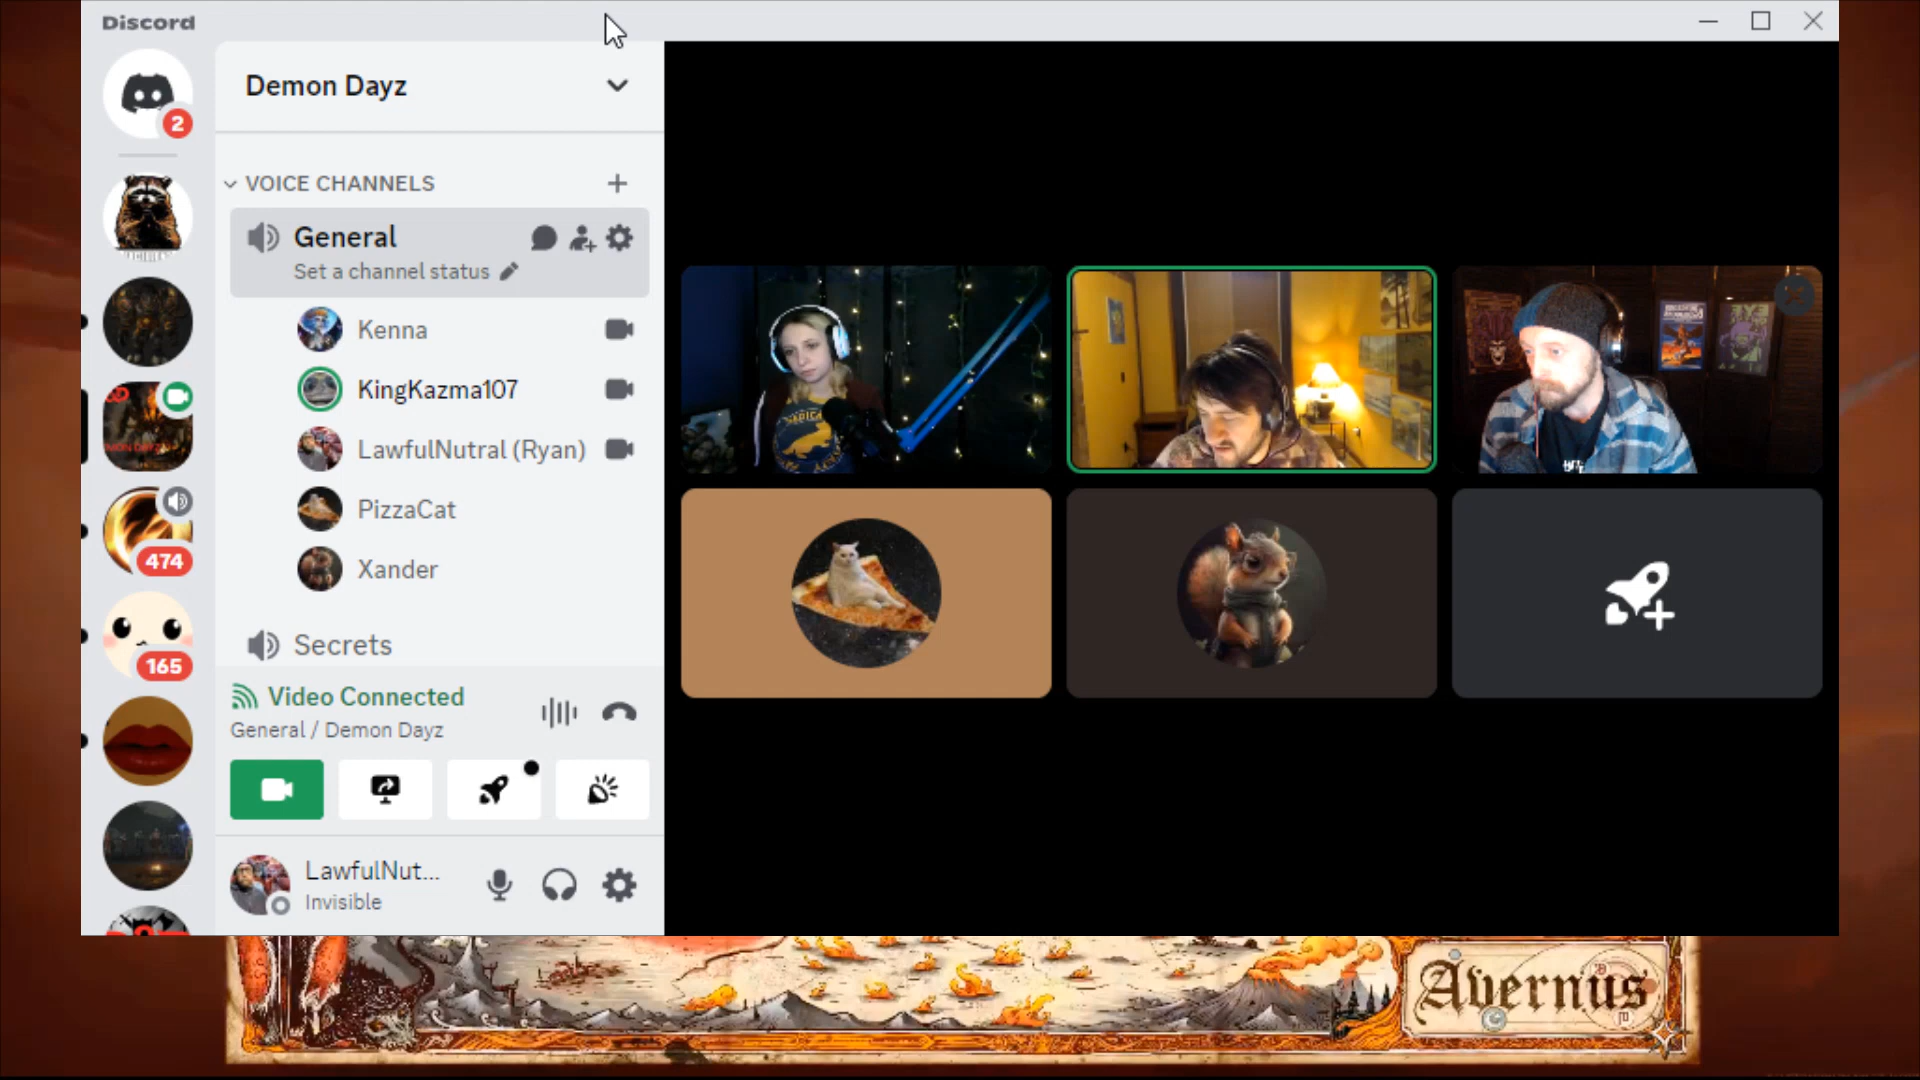 Discord
2
474
165
Demon Dayz
VOICE CHANNELS
General
Set a channel status
Kenna
KingKazma107
LawfulNutral (Ryan)
PizzaCat
Xander
Secrets
Video Connected
General / Demon Dayz
LawfulNut...
Invisible
Avernus